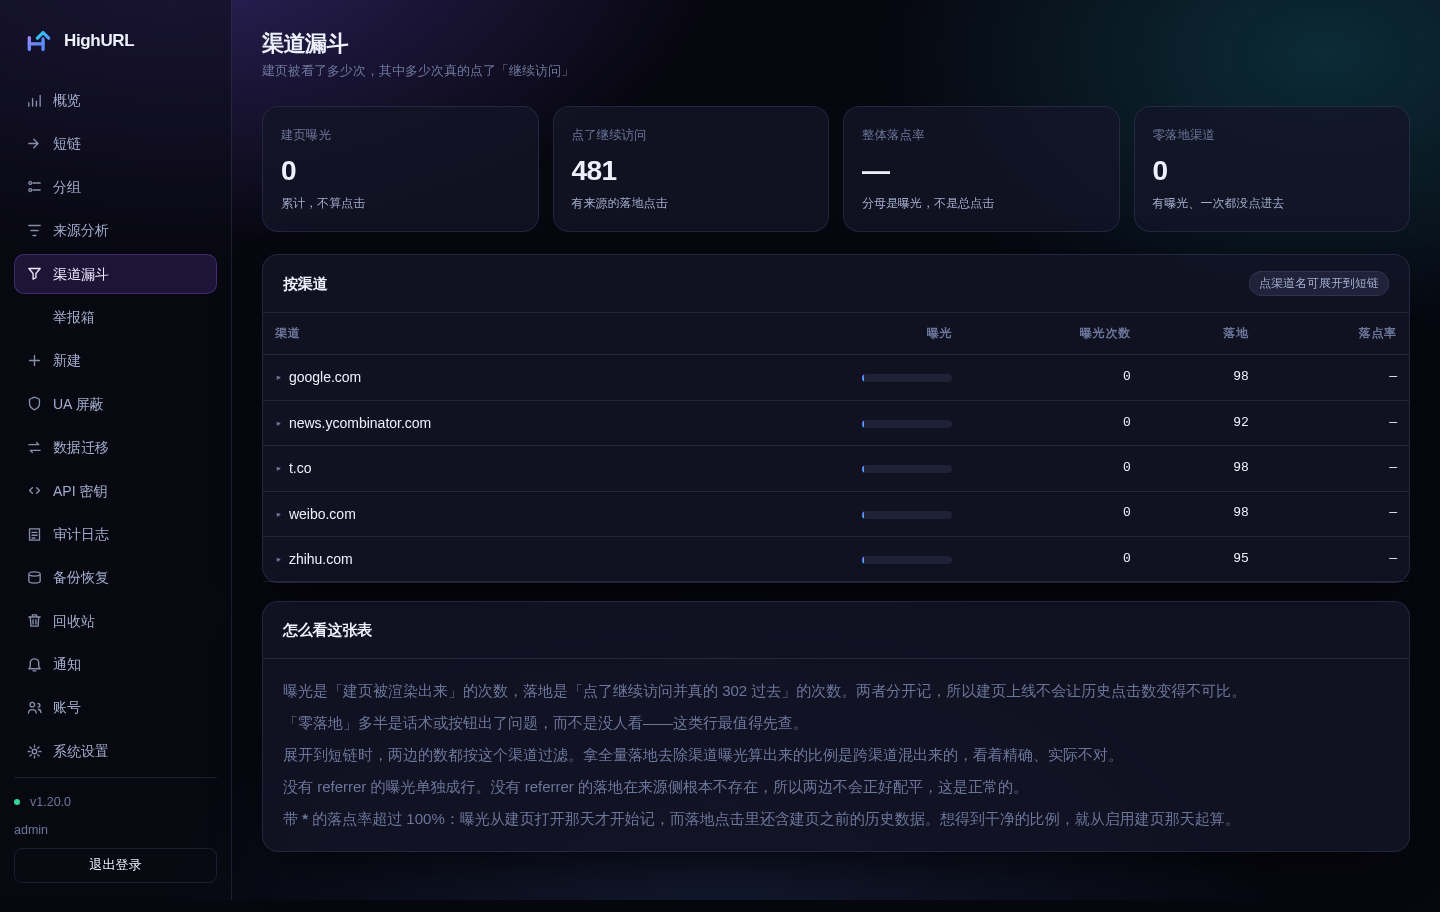 HighURL
概览
短链
分组
来源分析
渠道漏斗
举报箱
新建
UA 屏蔽
数据迁移
API 密钥
审计日志
备份恢复
回收站
通知
账号
系统设置
v1.20.0
admin
退出登录
渠道漏斗
建页被看了多少次，其中多少次真的点了「继续访问」
建页曝光
0
累计，不算点击
点了继续访问
481
有来源的落地点击
整体落点率
—
分母是曝光，不是总点击
零落地渠道
0
有曝光、一次都没点进去
按渠道
点渠道名可展开到短链
渠道 曝光 曝光次数 落地 落点率
▸ google.com 0 98 —
▸ news.ycombinator.com 0 92 —
▸ t.co 0 98 —
▸ weibo.com 0 98 —
▸ zhihu.com 0 95 —
怎么看这张表
曝光是「建页被渲染出来」的次数，落地是「点了继续访问并真的 302 过去」的次数。两者分开记，所以建页上线不会让历史点击数变得不可比。
「零落地」多半是话术或按钮出了问题，而不是没人看——这类行最值得先查。
展开到短链时，两边的数都按这个渠道过滤。拿全量落地去除渠道曝光算出来的比例是跨渠道混出来的，看着精确、实际不对。
没有 referrer 的曝光单独成行。没有 referrer 的落地在来源侧根本不存在，所以两边不会正好配平，这是正常的。
带 * 的落点率超过 100%：曝光从建页打开那天才开始记，而落地点击里还含建页之前的历史数据。想得到干净的比例，就从启用建页那天起算。